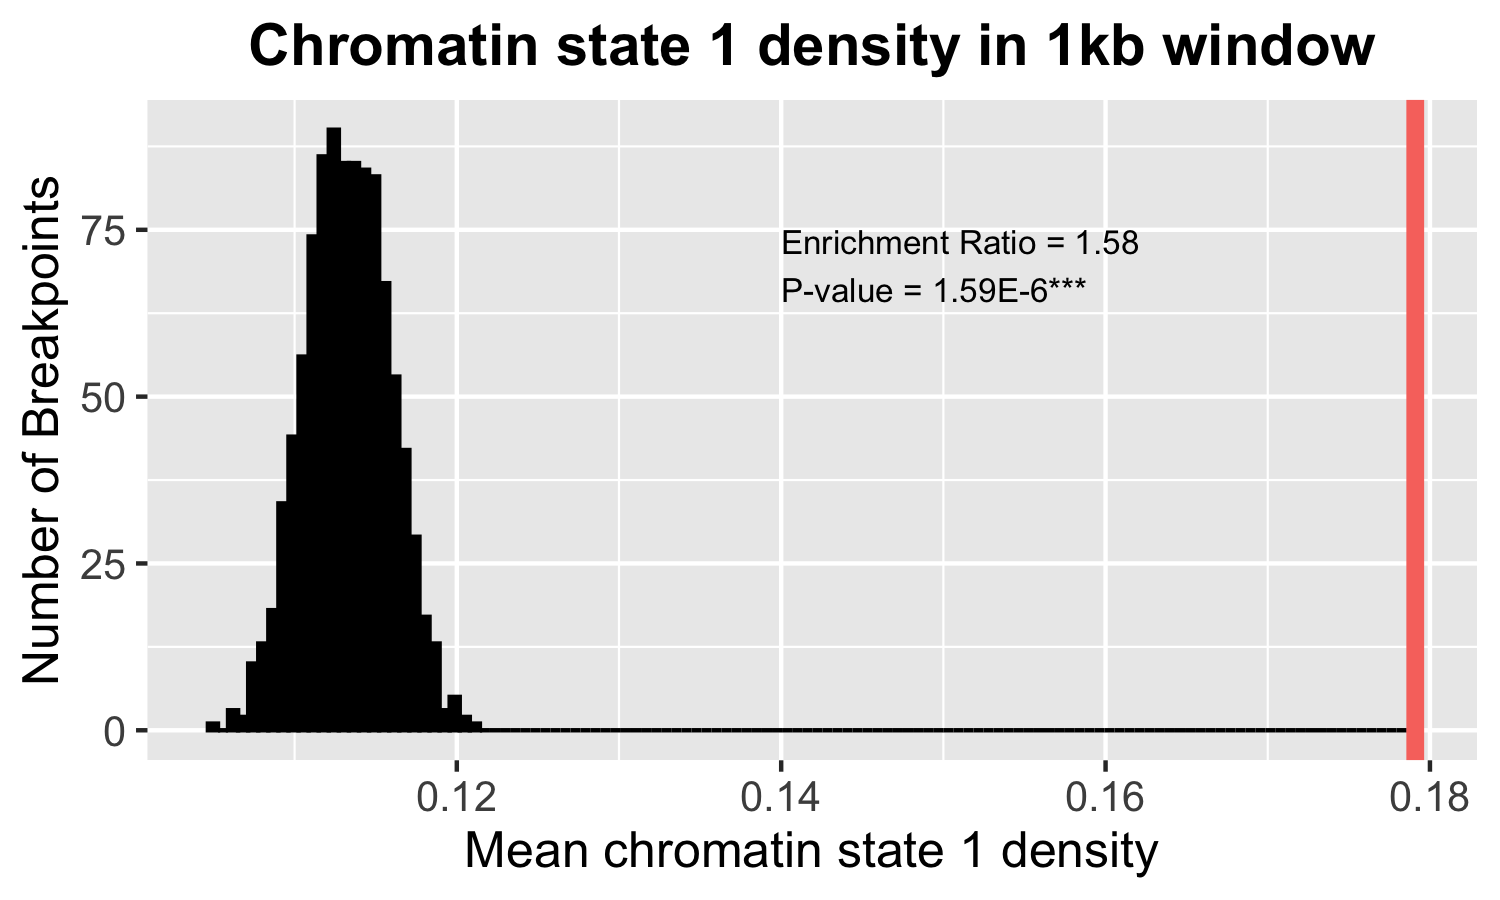 Chromatin state 1 density in 1kb window
Number of Breakpoints
75
50
25
0
Enrichment Ratio = 1.58
P-value = 1.59E-6***
0.12
0.14
0.16
0.18
Mean chromatin state 1 density